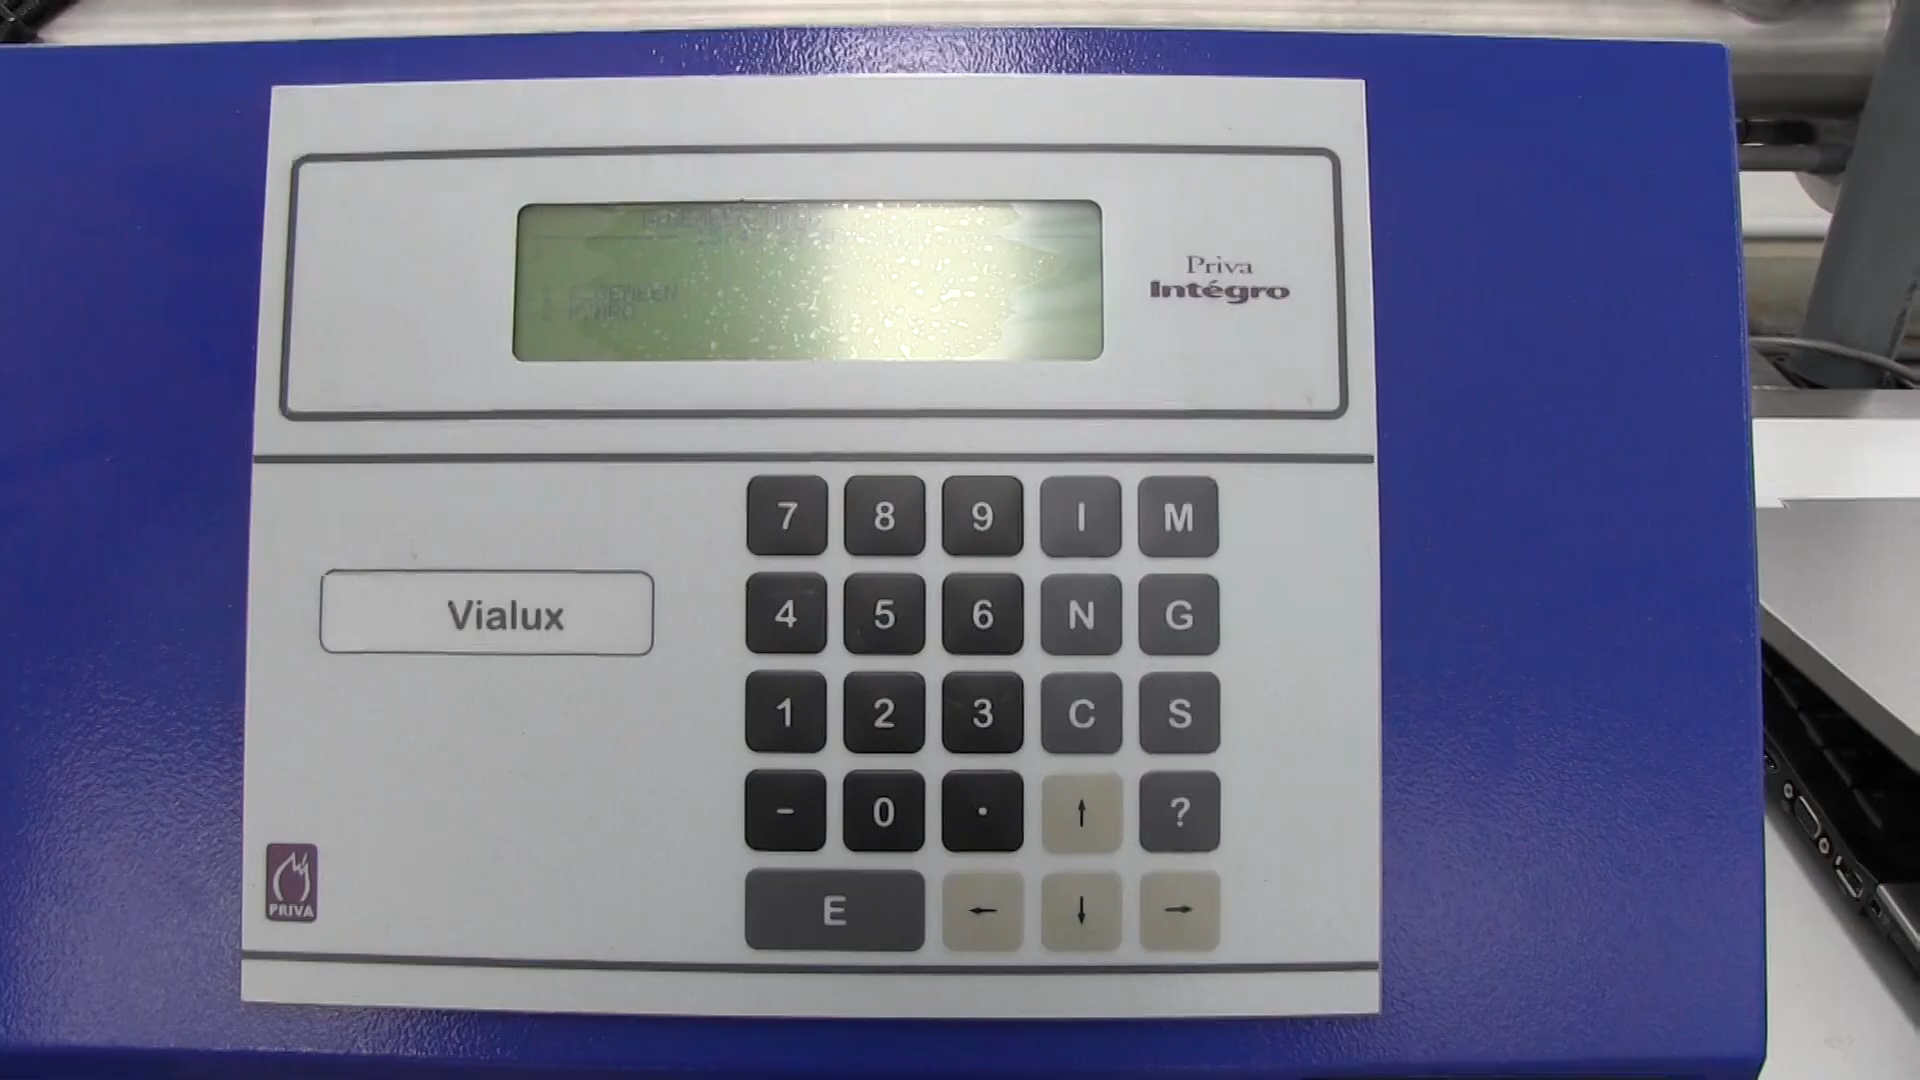 Priva
Intégro
7 8 9 I M
4 5 6 N G
Vialux
1 2 3 C S
- 0 · ↑ ?
PRIVA
E ← ↓ →